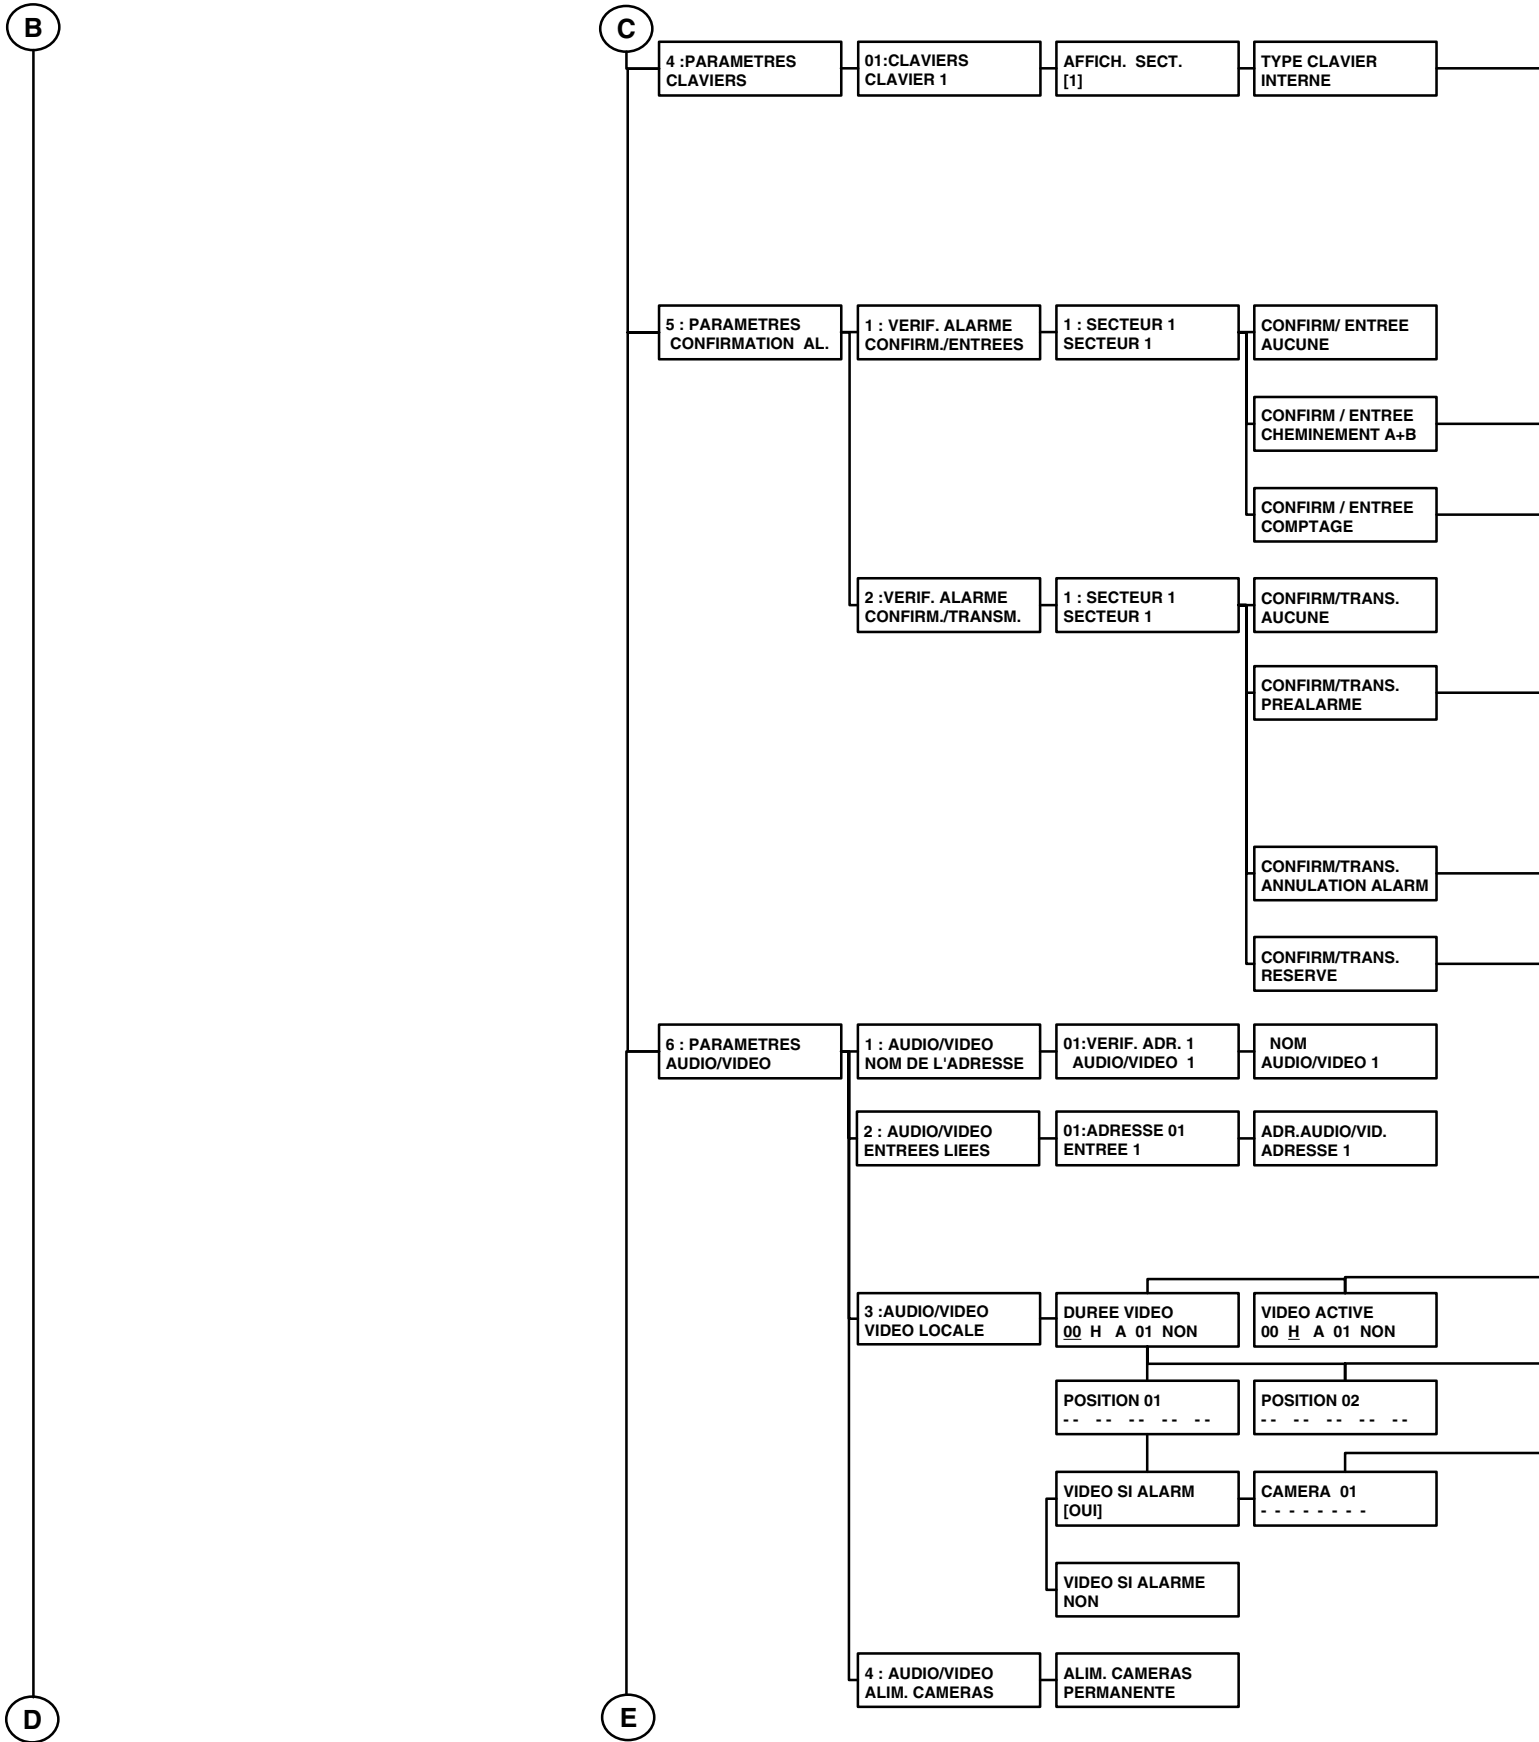 B
C
4 :PARAMETRES
CLAVIERS
01:CLAVIERS
CLAVIER 1
AFFICH. SECT.
[1]
TYPE CLAVIER
INTERNE
5 : PARAMETRES
CONFIRMATION AL.
1 : VERIF. ALARME
CONFIRM./ENTREES
1 : SECTEUR 1
SECTEUR 1
CONFIRM/ ENTREE
AUCUNE
CONFIRM / ENTREE
CHEMINEMENT A+B
CONFIRM / ENTREE
COMPTAGE
2 :VERIF. ALARME
CONFIRM./TRANSM.
1 : SECTEUR 1
SECTEUR 1
CONFIRM/TRANS.
AUCUNE
CONFIRM/TRANS.
PREALARME
CONFIRM/TRANS.
ANNULATION ALARM
CONFIRM/TRANS.
RESERVE
6 : PARAMETRES
AUDIO/VIDEO
1 : AUDIO/VIDEO
NOM DE L'ADRESSE
01:VERIF. ADR. 1
AUDIO/VIDEO 1
NOM
AUDIO/VIDEO 1
2 : AUDIO/VIDEO
ENTREES LIEES
01:ADRESSE 01
ENTREE 1
ADR.AUDIO/VID.
ADRESSE 1
3 :AUDIO/VIDEO
VIDEO LOCALE
DUREE VIDEO
00 H A 01 NON
VIDEO ACTIVE
00 H A 01 NON
POSITION 01
-- -- -- -- --
POSITION 02
-- -- -- -- --
VIDEO SI ALARM
[OUI]
CAMERA 01
- - - - - - - -
VIDEO SI ALARME
NON
4 : AUDIO/VIDEO
ALIM. CAMERAS
ALIM. CAMERAS
PERMANENTE
D
E